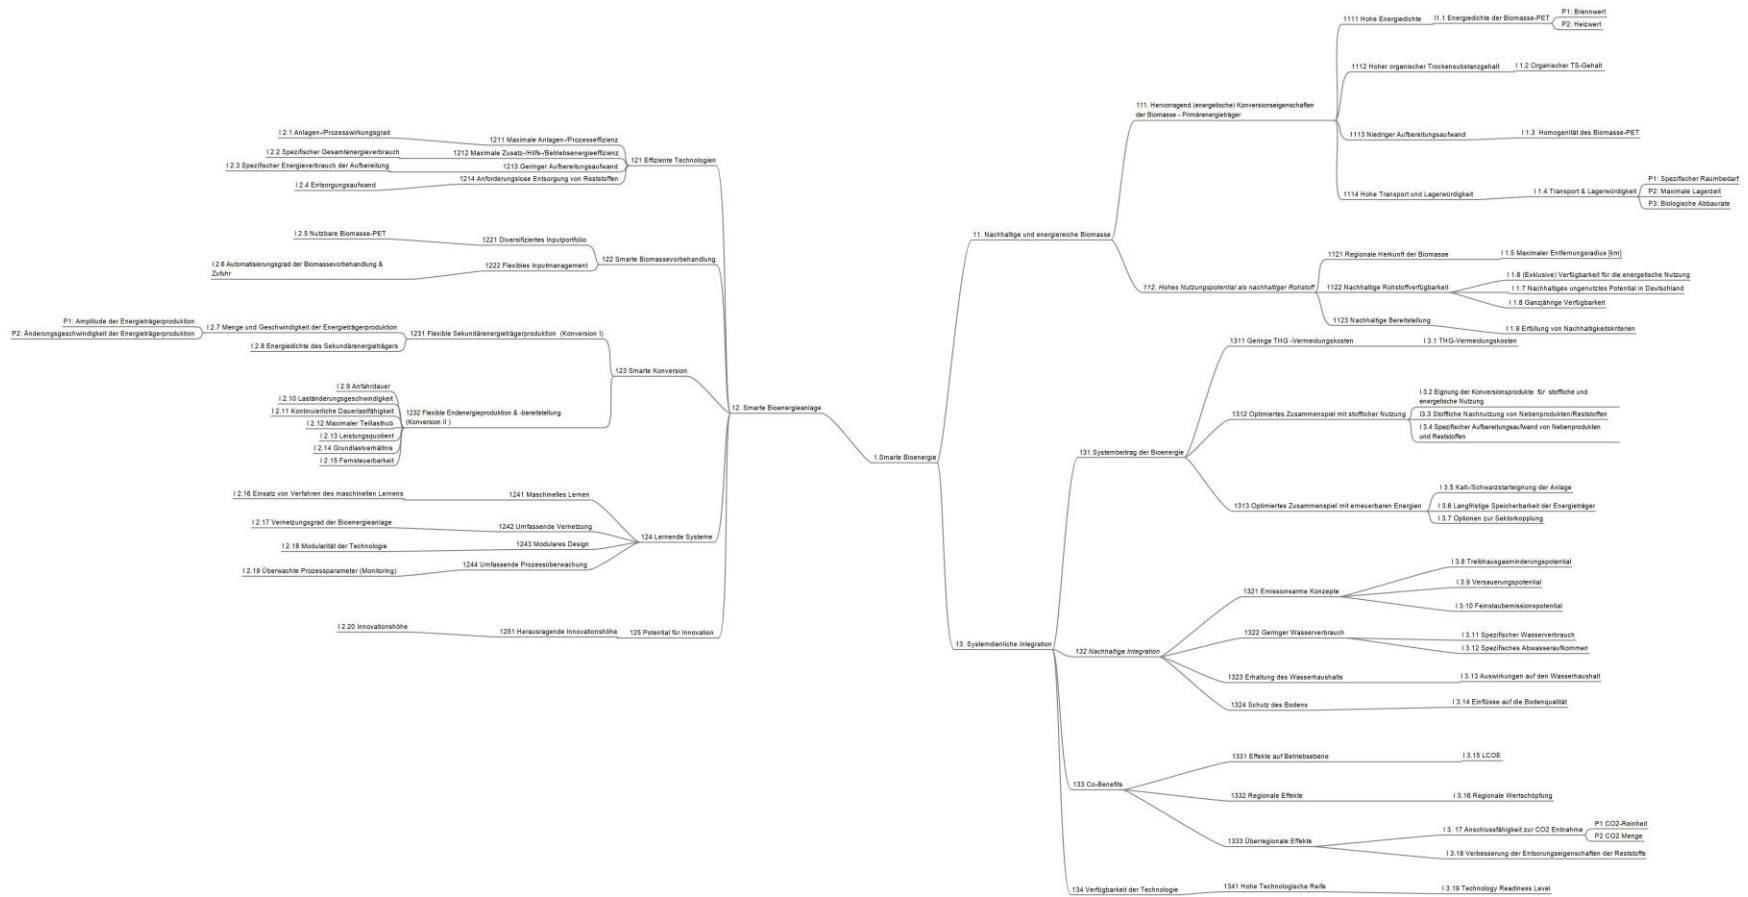 1.Smarte Bioenergie
11. Nachhaltige und energiereiche Biomasse
111. Hervorragend (energetische) Konversionseigenschaften
der Biomasse - Primärenergieträger
1111 Hohe Energiedichte
I1.1 Energiedichte der Biomasse-PET
P1: Brennwert
P2: Heizwert
1112 Hoher organischer Trockensubstanzgehalt
I 1.2 Organischer TS-Gehalt
1113 Niedriger Aufbereitungsaufwand
I 1.3 Homogenität des Biomasse-PET
1114 Hohe Transport und Lagerwürdigkeit
I 1.4 Transport & Lagerwürdigkeit
P1: Spezifischer Raumbedarf
P2: Maximale Lagerzeit
P3: Biologische Abbaurate
112. Hohes Nutzungspotential als nachhaltiger Rohstoff
1121 Regionale Herkunft der Biomasse
I 1.5 Maximaler Entfernungsradius [km]
1122 Nachhaltige Rohstoffverfügbarkeit
I 1.6 (Exklusive) Verfügbarkeit für die energetische Nutzung
I 1.7 Nachhaltiges ungenutztes Potential in Deutschland
I 1.8 Ganzjährige Verfügbarkeit
1123 Nachhaltige Bereitstellung
I 1.9 Erfüllung von Nachhaltigkeitskriterien
12. Smarte Bioenergieanlage
121 Effiziente Technologien
1211 Maximale Anlagen-/Prozesseffizienz
I 2.1 Anlagen-/Prozesswirkungsgrad
1212 Maximale Zusatz-/Hilfs-/Betriebsenergieeffizienz
I 2.2 Spezifischer Gesamtenergieverbrauch
1213 Geringer Aufbereitungsaufwand
I 2.3 Spezifischer Energieverbrauch der Aufbereitung
1214 Anforderungslose Entsorgung von Reststoffen
I 2.4 Entsorgungsaufwand
122 Smarte Biomassevorbehandlung
1221 Diversifiziertes Inputportfolio
I 2.5 Nutzbare Biomasse-PET
1222 Flexibles Inputmanagement
I 2.6 Automatisierungsgrad der Biomassevorbehandlung &
Zufuhr
123 Smarte Konversion
1231 Flexible Sekundärenergieträgerproduktion (Konversion I)
I 2.7 Menge und Geschwindigkeit der Energieträgerproduktion
P1: Amplitude der Energieträgerproduktion
P2: Änderungsgeschwindigkeit der Energieträgerproduktion
I 2.8 Energiedichte des Sekundärenergieträgers
1232 Flexible Endenergieproduktion & -bereitstellung
(Konversion II )
I 2.9 Anfahrdauer
I 2.10 Laständerungsgeschwindigkeit
I 2.11 Kontinuierliche Dauerlastfähigkeit
I 2.12 Maximaler Teillasthub
I 2.13 Leistungsquotient
I 2.14 Grundlastverhältnis
I 2.15 Fernsteuerbarkeit
124 Lernende Systeme
1241 Maschinelles Lernen
I 2.16 Einsatz von Verfahren des maschinellen Lernens
1242 Umfassende Vernetzung
I 2.17 Vernetzungsgrad der Bioenergieanlage
1243 Modulares Design
I 2.18 Modularität der Technologie
1244 Umfassende Prozessüberwachung
I 2.19 Überwachte Prozessparameter (Monitoring)
125 Potential für Innovation
1251 Herausragende Innovationshöhe
I 2.20 Innovationshöhe
13. Systemdienliche Integration
131 Systembeitrag der Bioenergie
1311 Geringe THG -Vermeidungskosten
I 3.1 THG-Vermeidungskosten
1312 Optimiertes Zusammenspiel mit stofflicher Nutzung
I 3.2 Eignung der Konversionsprodukte für stoffliche und
energetische Nutzung
I3.3 Stoffliche Nachnutzung von Nebenprodukten/Reststoffen
I 3.4 Spezifischer Aufbereitungsaufwand von Nebenprodukten
und Reststoffen
1313 Optimiertes Zusammenspiel mit erneuerbaren Energien
I 3.5 Kalt-/Schwarzstarteignung der Anlage
I 3.6 Langfristige Speicherbarkeit der Energieträger
I 3.7 Optionen zur Sektorkopplung
132 Nachhaltige Integration
1321 Emissionsarme Konzepte
I 3.8 Treibhausgasminderungspotential
I 3.9 Versauerungspotential
I 3.10 Feinstaubemissionspotential
1322 Geringer Wasserverbrauch
I 3.11 Spezifischer Wasserverbrauch
I 3.12 Spezifisches Abwasseraufkommen
1323 Erhaltung des Wasserhaushalts
I 3.13 Auswirkungen auf den Wasserhaushalt
1324 Schutz des Bodens
I 3.14 Einflüsse auf die Bodenqualität
133 Co-Benefits
1331 Effekte auf Betriebsebene
I 3.15 LCOE
1332 Regionale Effekte
I 3.16 Regionale Wertschöpfung
1333 Überregionale Effekte
I 3. 17 Anschlussfähigkeit zur CO2 Entnahme
P1 CO2-Reinheit
P2 CO2 Menge
I 3.18 Verbesserung der Entsorungseigenschaften der Reststoffe
134 Verfügbarkeit der Technologie
1341 Hohe Technologische Reife
I 3.19 Technology Readiness Level